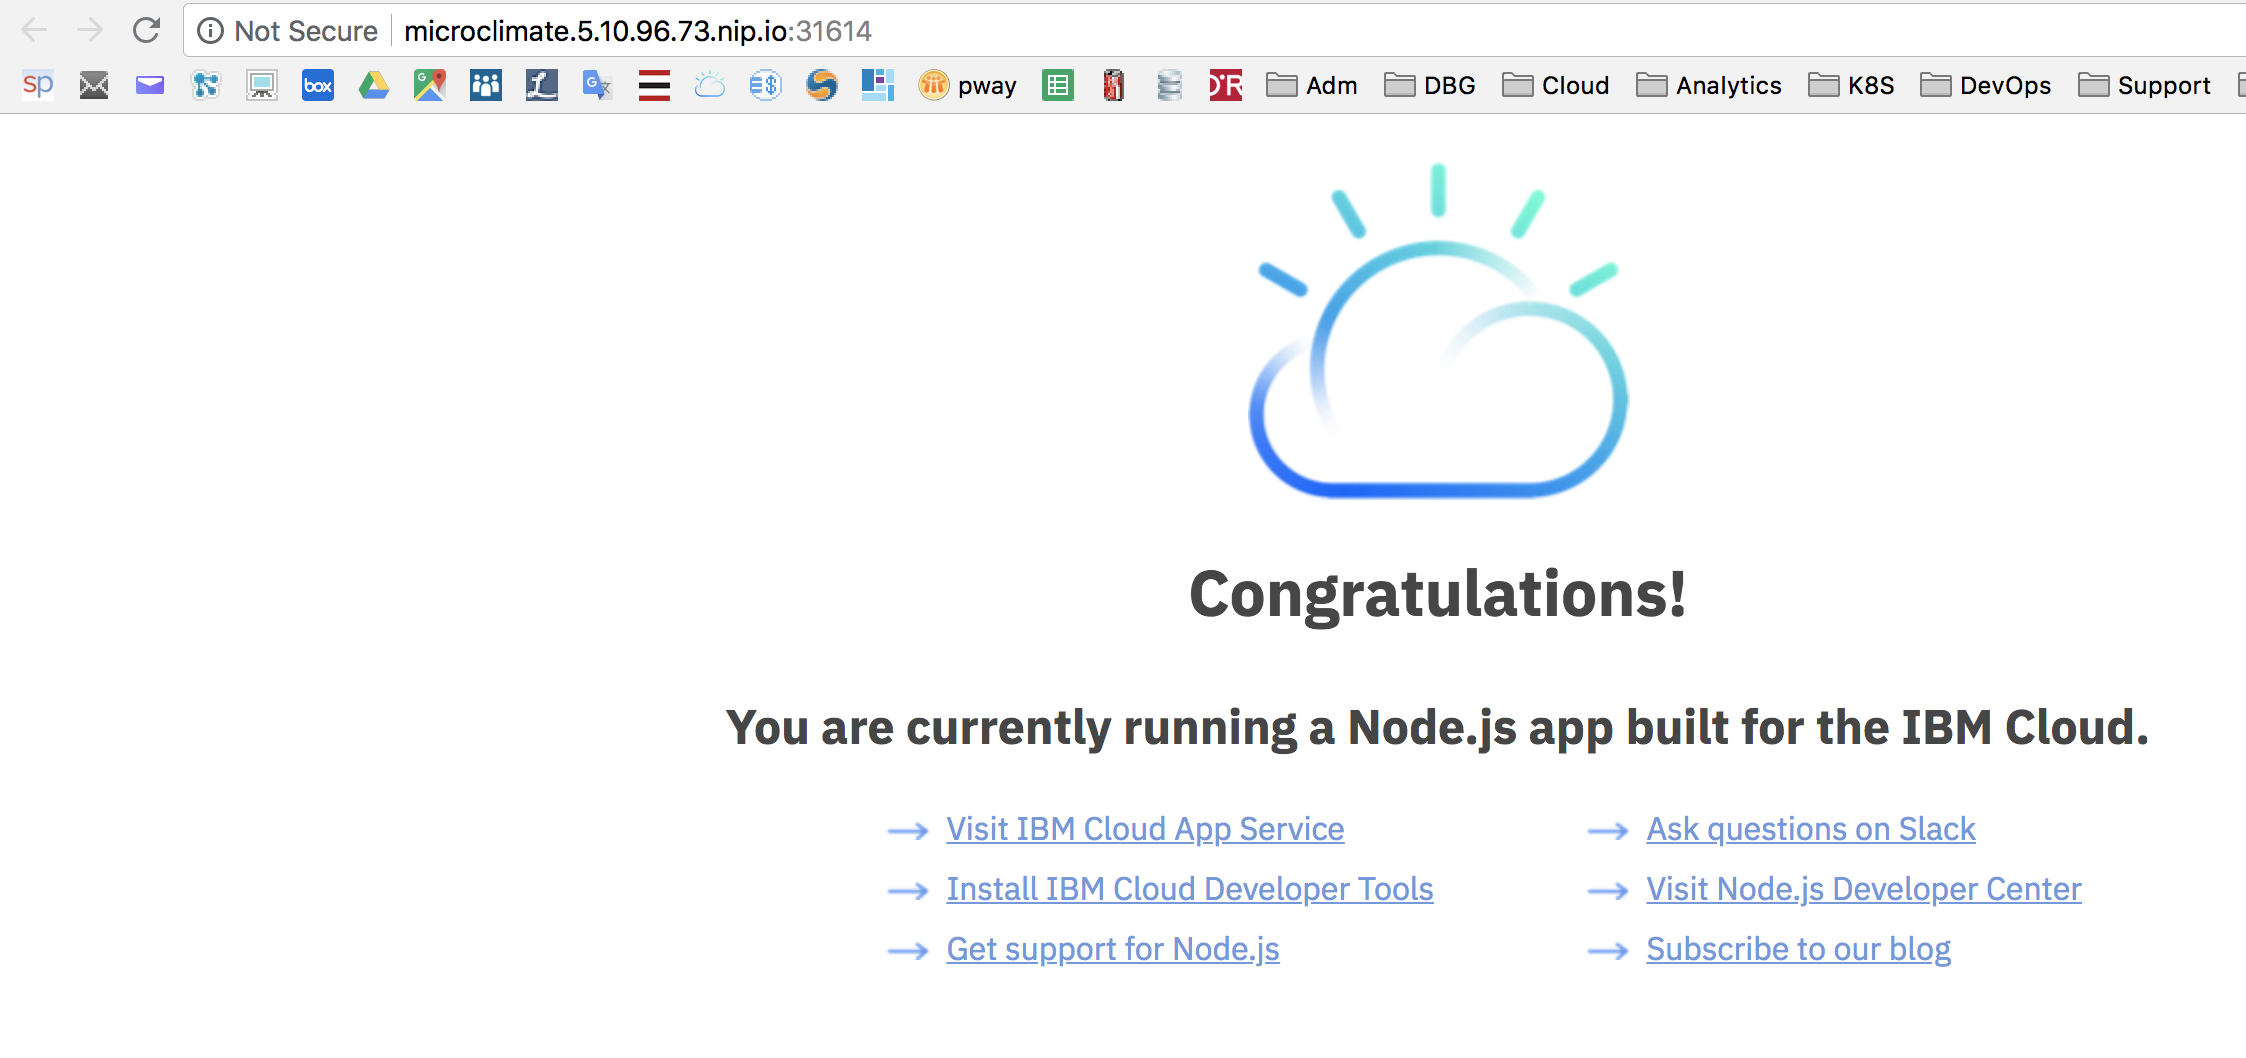 Not Secure microclimate.5.10.96.73.nip.io:31614
sp box pway Adm DBG Cloud Analytics K8S DevOps Support
Congratulations!
You are currently running a Node.js app built for the IBM Cloud.
Visit IBM Cloud App Service
Install IBM Cloud Developer Tools
Get support for Node.js
Ask questions on Slack
Visit Node.js Developer Center
Subscribe to our blog